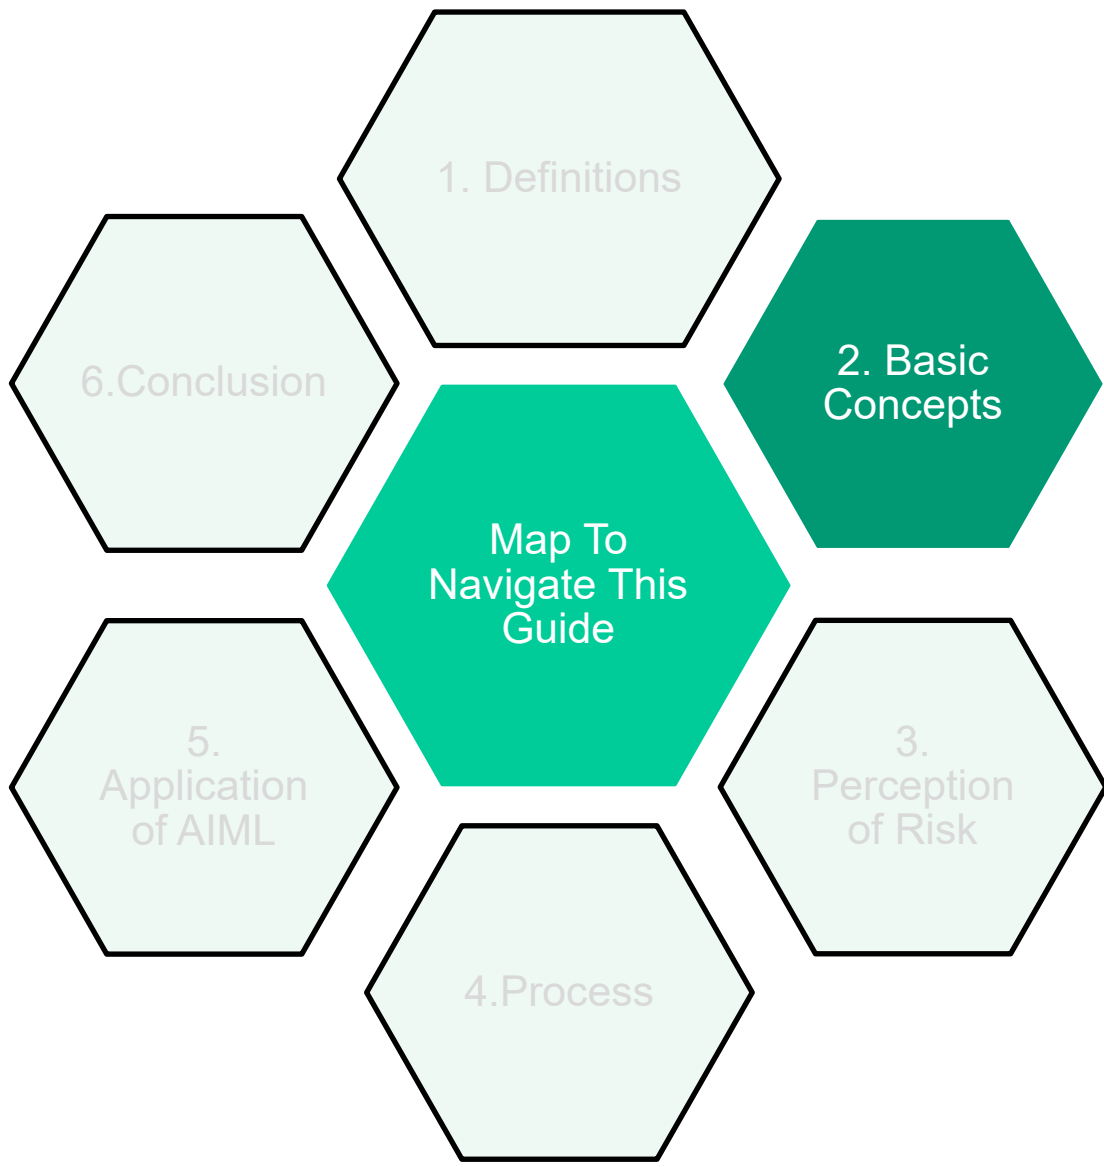 1. Definitions
2. Basic
Concepts
3.
Perception
of Risk
4.Process
5.
Application
of AIML
6.Conclusion
Map To
Navigate This
Guide